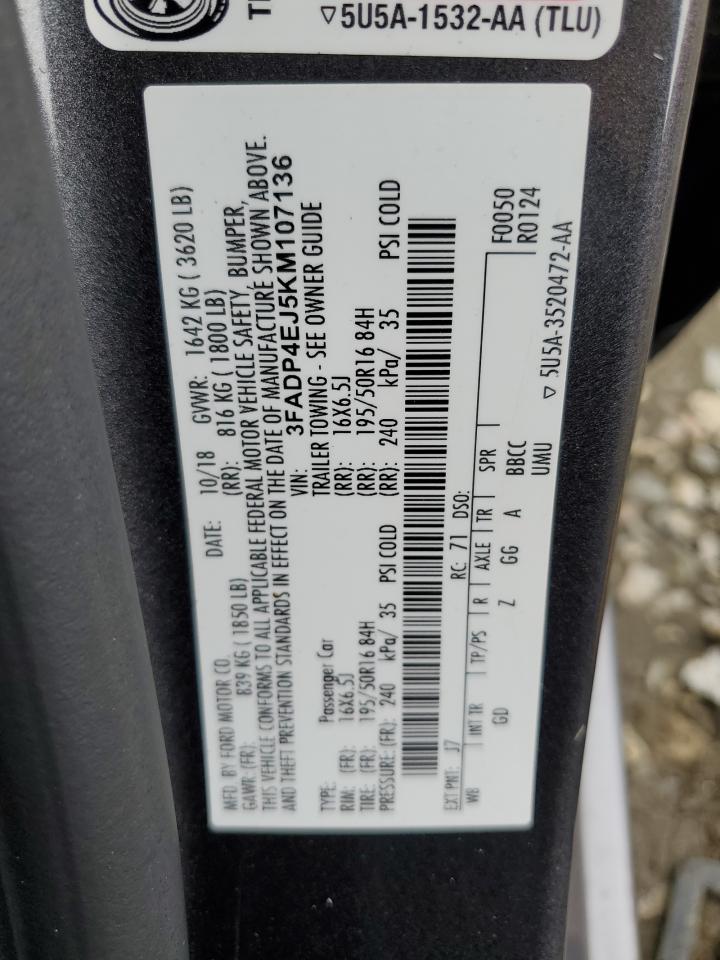 TR
▽5U5A-1532-AA (TLU)
MFD. BY FORD MOTOR CO.
DATE: 10/18 GVWR: 1642 KG ( 3620 LB)
GAWR: (FR): 839 KG ( 1850 LB) (RR): 816 KG ( 1800 LB)
THIS VEHICLE CONFORMS TO ALL APPLICABLE FEDERAL MOTOR VEHICLE SAFETY, BUMPER,
AND THEFT PREVENTION STANDARDS IN EFFECT ON THE DATE OF MANUFACTURE SHOWN ABOVE.
VIN: 3FADP4EJ5KM107136
TYPE: Passenger Car TRAILER TOWING - SEE OWNER GUIDE
RIM: (FR): 16X6.5J (RR): 16X6.5J
TIRE: (FR): 195/50R16 84H (RR): 195/50R16 84H
PRESSURE: (FR): 240 kPa/ 35 PSI COLD (RR): 240 kPa/ 35 PSI COLD
EXT PNT: J7 RC: 71 DSO:
WB INT TR TP/PS R AXLE TR SPR
GD Z GG A BBCC
UMU
F0050
R0124
▽ 5U5A-3520472-AA